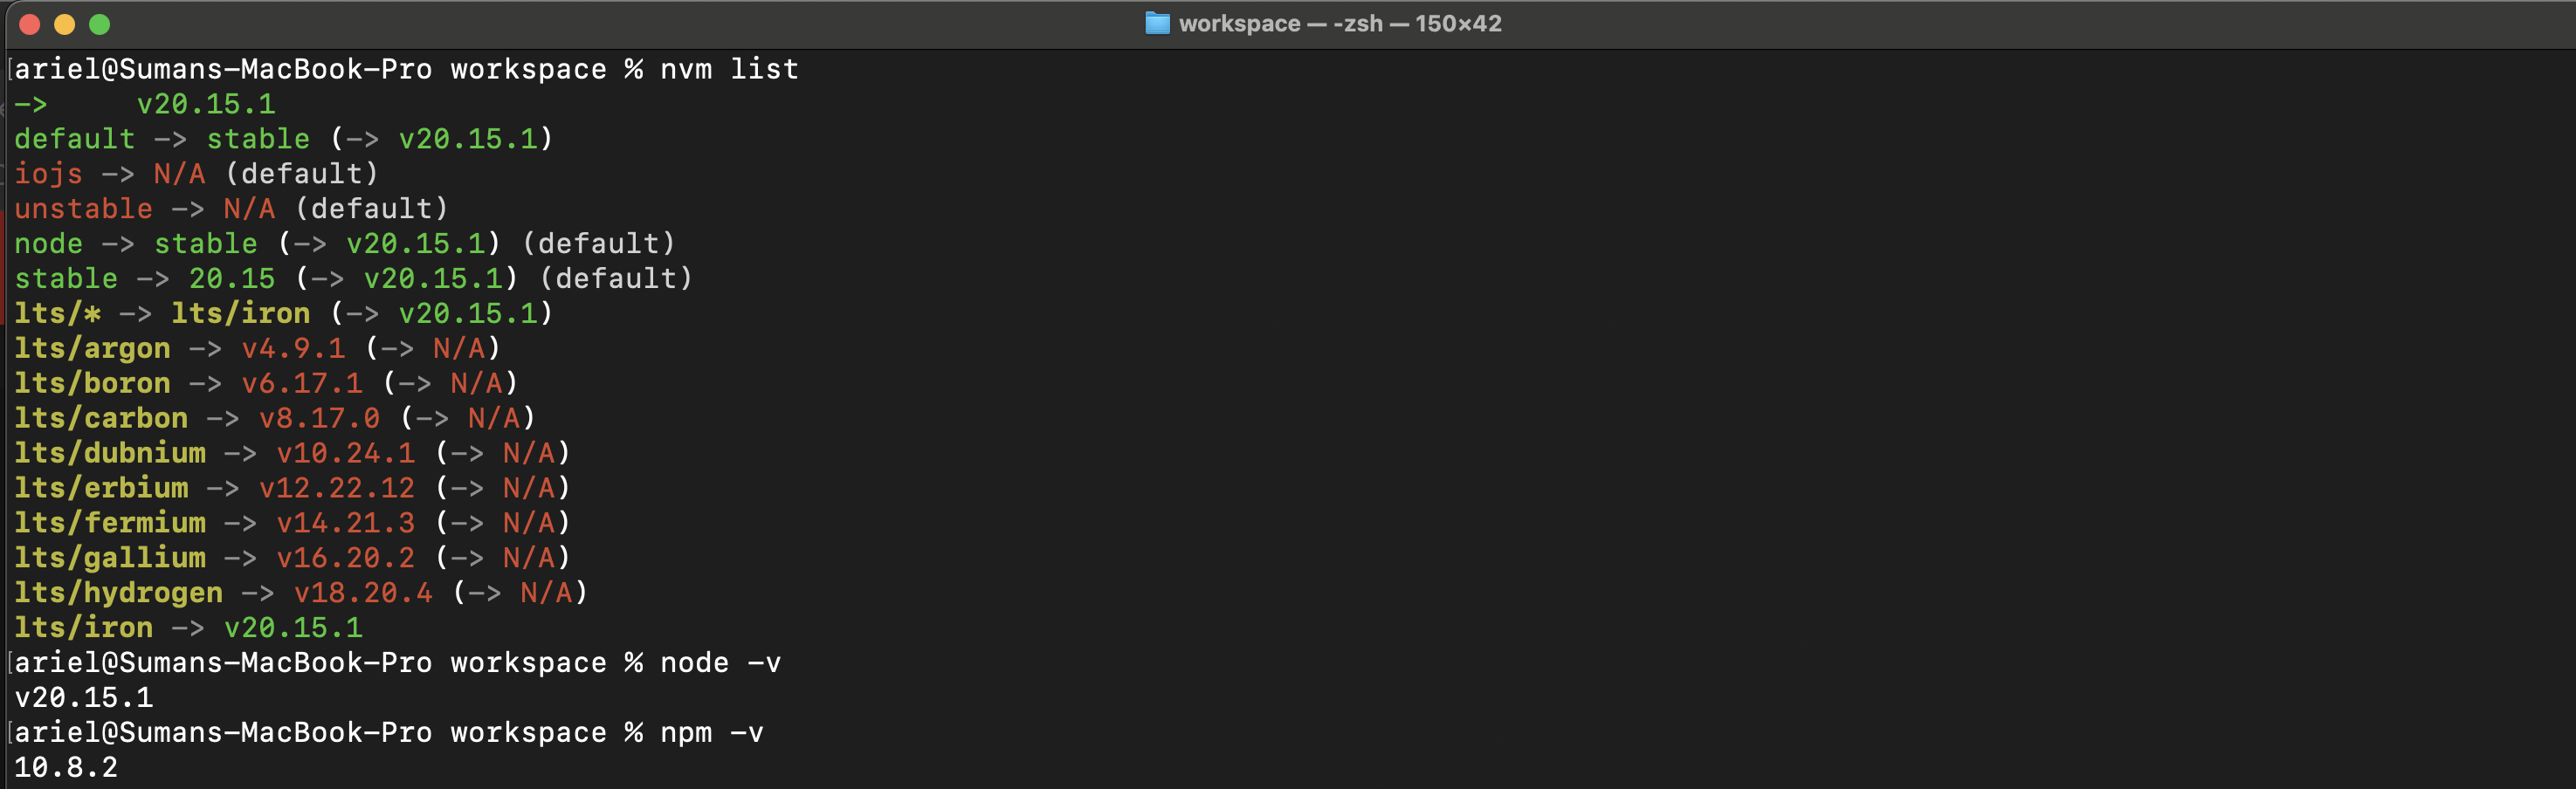 workspace — -zsh — 150×42
[ariel@Sumans-MacBook-Pro workspace % nvm list
->      v20.15.1
default -> stable (-> v20.15.1)
iojs -> N/A (default)
unstable -> N/A (default)
node -> stable (-> v20.15.1) (default)
stable -> 20.15 (-> v20.15.1) (default)
lts/* -> lts/iron (-> v20.15.1)
lts/argon -> v4.9.1 (-> N/A)
lts/boron -> v6.17.1 (-> N/A)
lts/carbon -> v8.17.0 (-> N/A)
lts/dubnium -> v10.24.1 (-> N/A)
lts/erbium -> v12.22.12 (-> N/A)
lts/fermium -> v14.21.3 (-> N/A)
lts/gallium -> v16.20.2 (-> N/A)
lts/hydrogen -> v18.20.4 (-> N/A)
lts/iron -> v20.15.1
[ariel@Sumans-MacBook-Pro workspace % node -v
v20.15.1
[ariel@Sumans-MacBook-Pro workspace % npm -v
10.8.2